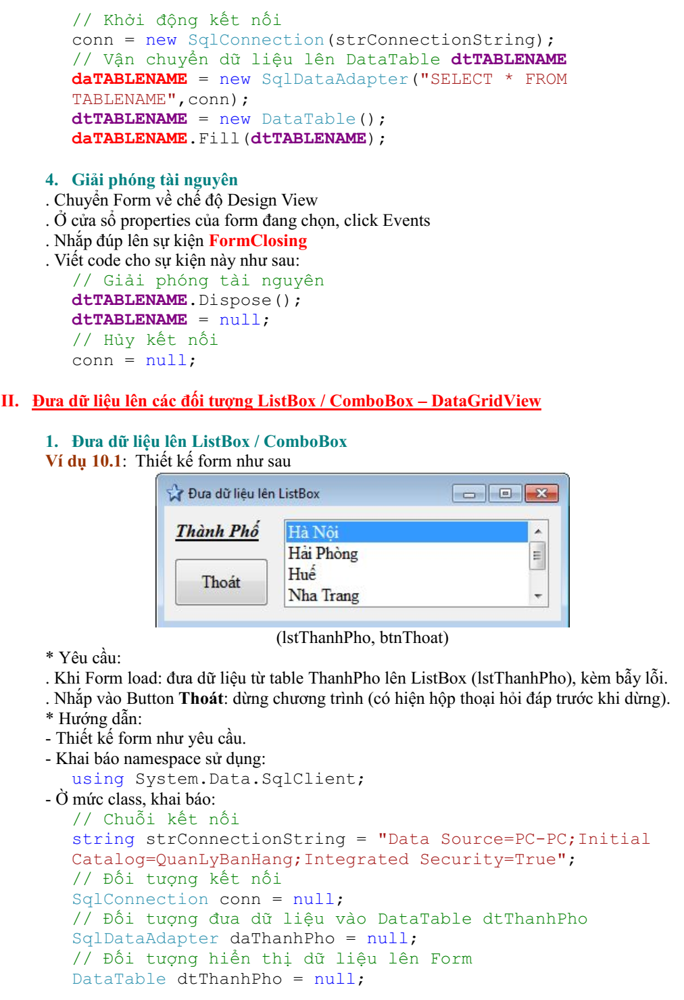 // Khởi động kết nối
conn = new SqlConnection(strConnectionString);
// Vận chuyển dữ liệu lên DataTable dtTABLENAME
daTABLENAME = new SqlDataAdapter("SELECT * FROM
TABLENAME",conn);
dtTABLENAME = new DataTable();
daTABLENAME.Fill(dtTABLENAME);
4. Giải phóng tài nguyên
. Chuyển Form về chế độ Design View
. Ở cửa sổ properties của form đang chọn, click Events
. Nhắp đúp lên sự kiện FormClosing
. Viết code cho sự kiện này như sau:
// Giải phóng tài nguyên
dtTABLENAME.Dispose();
dtTABLENAME = null;
// Hủy kết nối
conn = null;
II. Đưa dữ liệu lên các đối tượng ListBox / ComboBox – DataGridView
1. Đưa dữ liệu lên ListBox / ComboBox
Ví dụ 10.1: Thiết kế form như sau
Đưa dữ liệu lên ListBox
Thành Phố
Hà Nội
Hải Phòng
Huế
Nha Trang
Thoát
(lstThanhPho, btnThoat)
* Yêu cầu:
. Khi Form load: đưa dữ liệu từ table ThanhPho lên ListBox (lstThanhPho), kèm bẫy lỗi.
. Nhắp vào Button Thoát: dừng chương trình (có hiện hộp thoại hỏi đáp trước khi dừng).
* Hướng dẫn:
- Thiết kế form như yêu cầu.
- Khai báo namespace sử dụng:
using System.Data.SqlClient;
- Ờ mức class, khai báo:
// Chuỗi kết nối
string strConnectionString = "Data Source=PC-PC;Initial
Catalog=QuanLyBanHang;Integrated Security=True";
// Đối tượng kết nối
SqlConnection conn = null;
// Đối tượng đưa dữ liệu vào DataTable dtThanhPho
SqlDataAdapter daThanhPho = null;
// Đối tượng hiển thị dữ liệu lên Form
DataTable dtThanhPho = null;